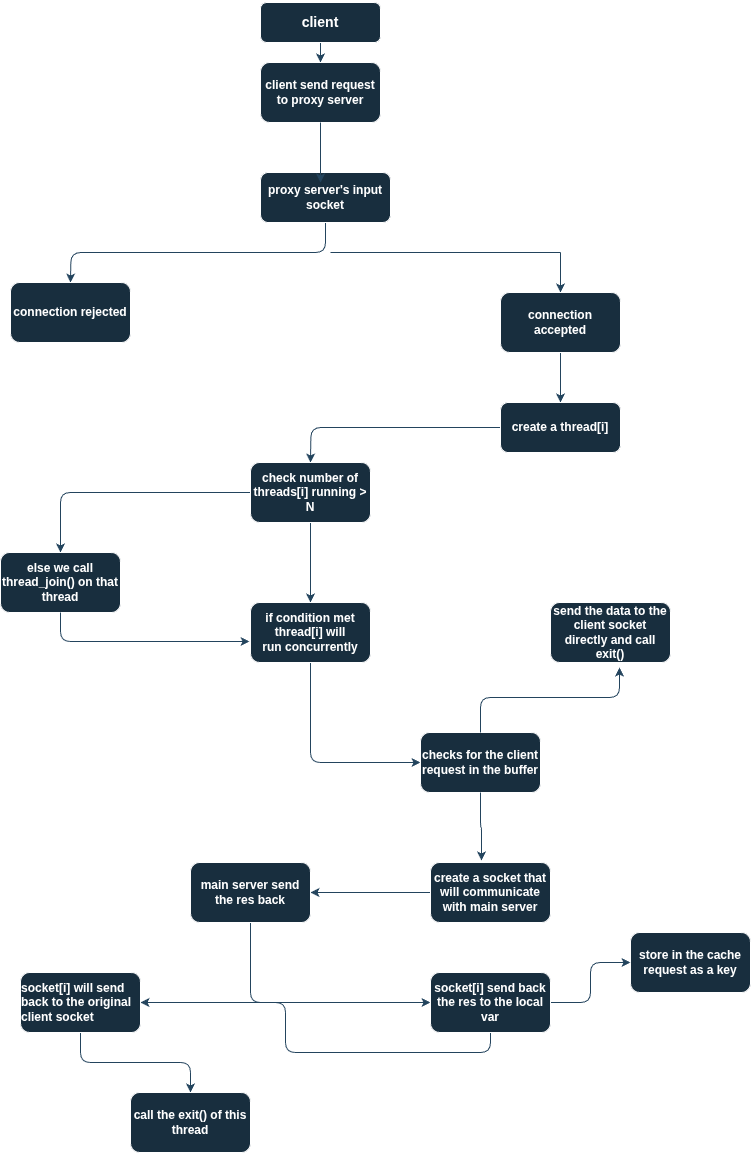 client
client send request
to proxy server
proxy server's input
socket
connection rejected
connection
accepted
create a thread[i]
check number of
threads[i] running >
N
else we call
thread_join() on that
thread
if condition met
thread[i] will
run concurrently
send the data to the
client socket
directly and call
exit()
checks for the client
request in the buffer
create a socket that
will communicate
with main server
main server send
the res back
store in the cache
request as a key
socket[i] will send
back to the original
client socket
socket[i] send back
the res to the local
var
call the exit() of this
thread